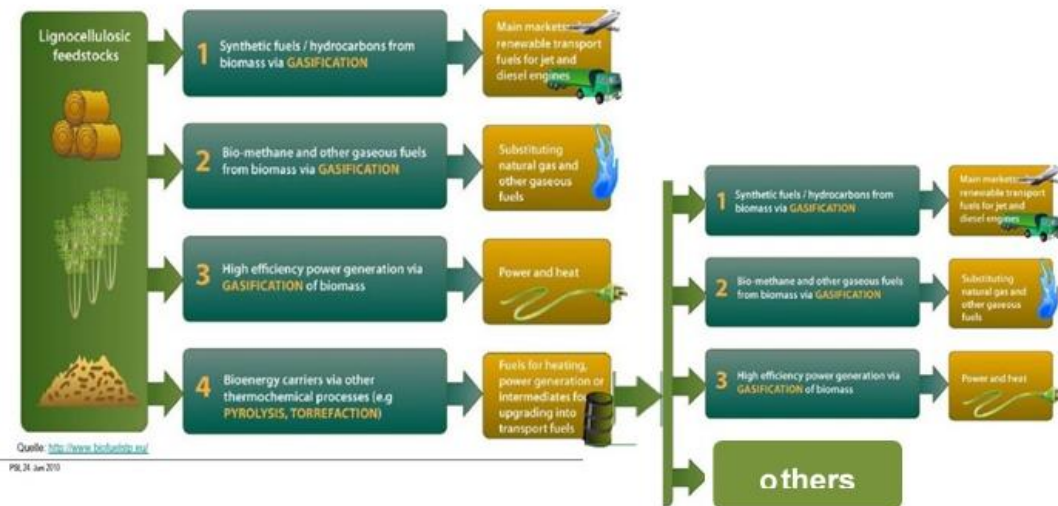 Lignocellulosic
feedstocks
1
Synthetic fuels / hydrocarbons from
biomass via GASIFICATION
Main markets:
renewable transport
fuels for jet and
diesel engines
2
Bio-methane and other gaseous fuels
from biomass via GASIFICATION
Substituting
natural gas and
other gaseous
fuels
3
High efficiency power generation via
GASIFICATION of biomass
Power and heat
4
Bioenergy carriers via other
thermochemical processes (e.g
PYROLYSIS, TORREFACTION)
Fuels for heating,
power generation or
intermediates for
upgrading into
transport fuels
Quelle: http://www.biofuelstp.eu/
PSI, 24. Juni 2010
1
Synthetic fuels / hydrocarbons from
biomass via GASIFICATION
Main markets:
renewable transport
fuels for jet and
diesel engines
2
Bio-methane and other gaseous fuels
from biomass via GASIFICATION
Substituting
natural gas and
other gaseous
fuels
3
High efficiency power generation via
GASIFICATION of biomass
Power and heat
others